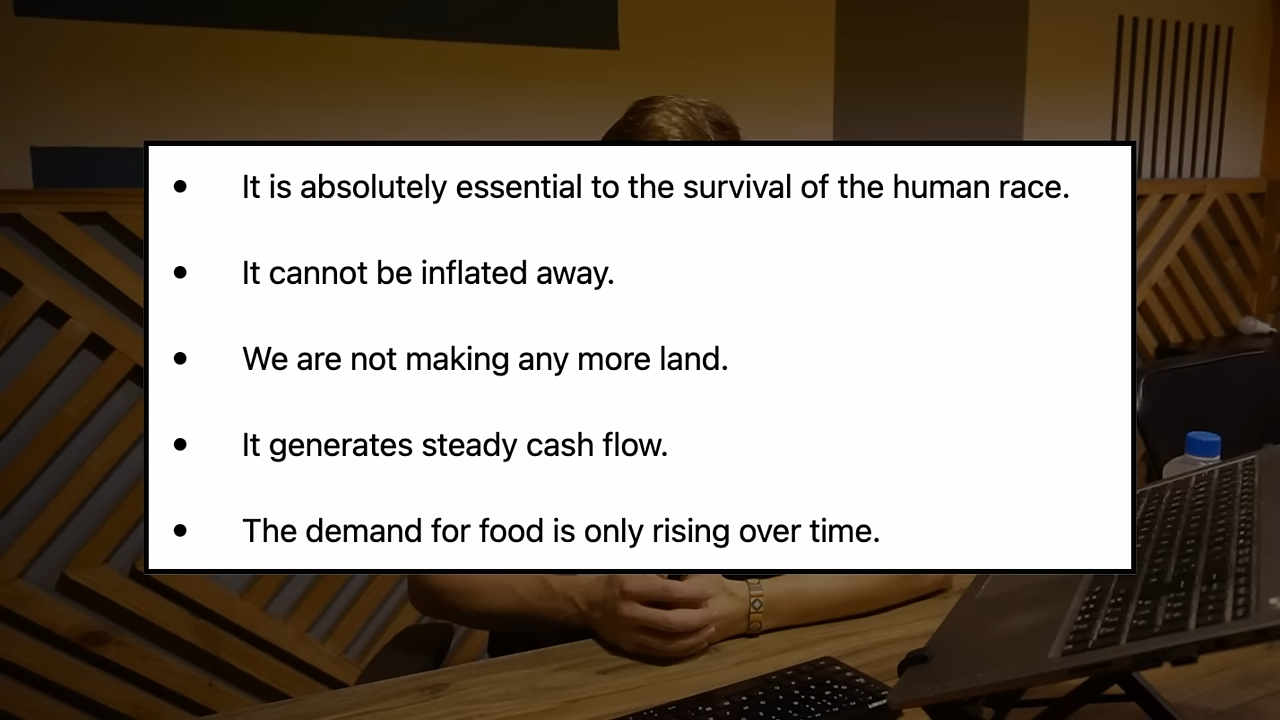 • It is absolutely essential to the survival of the human race.
• It cannot be inflated away.
• We are not making any more land.
• It generates steady cash flow.
• The demand for food is only rising over time.